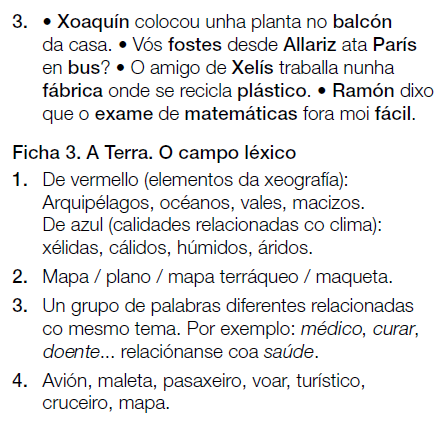 3. • Xoaquín colocou unha planta no balcón
da casa. • Vós fostes desde Allariz ata París
en bus? • O amigo de Xelís traballa nunha
fábrica onde se recicla plástico. • Ramón dixo
que o exame de matemáticas fora moi fácil.
Ficha 3. A Terra. O campo léxico
1. De vermello (elementos da xeografía):
Arquipélagos, océanos, vales, macizos.
De azul (calidades relacionadas co clima):
xélidas, cálidos, húmidos, áridos.
2. Mapa / plano / mapa terráqueo / maqueta.
3. Un grupo de palabras diferentes relacionadas
co mesmo tema. Por exemplo: médico, curar,
doente... relaciónanse coa saúde.
4. Avión, maleta, pasaxeiro, voar, turístico,
cruceiro, mapa.